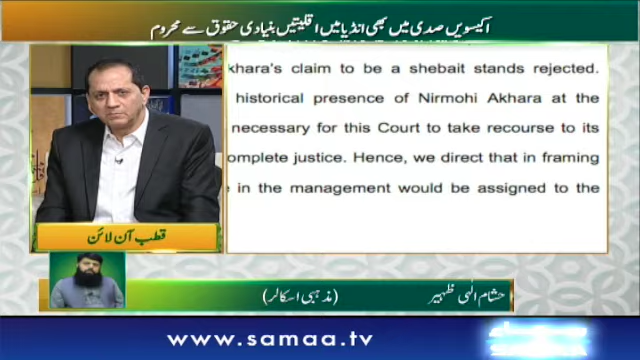 اکیسویں صدی میں بھی انڈیا میں اقلیتیں بنیادی حقوق سے محروم
khara's claim to be a shebait stands rejected.
historical presence of Nirmohi Akhara at the
necessary for this Court to take recourse to its
omplete justice. Hence, we direct that in framing
e in the management would be assigned to the
قطب آن لائن
ہشام الٰہی ظہیر (مذہبی اسکالر)
www.samaa.tv